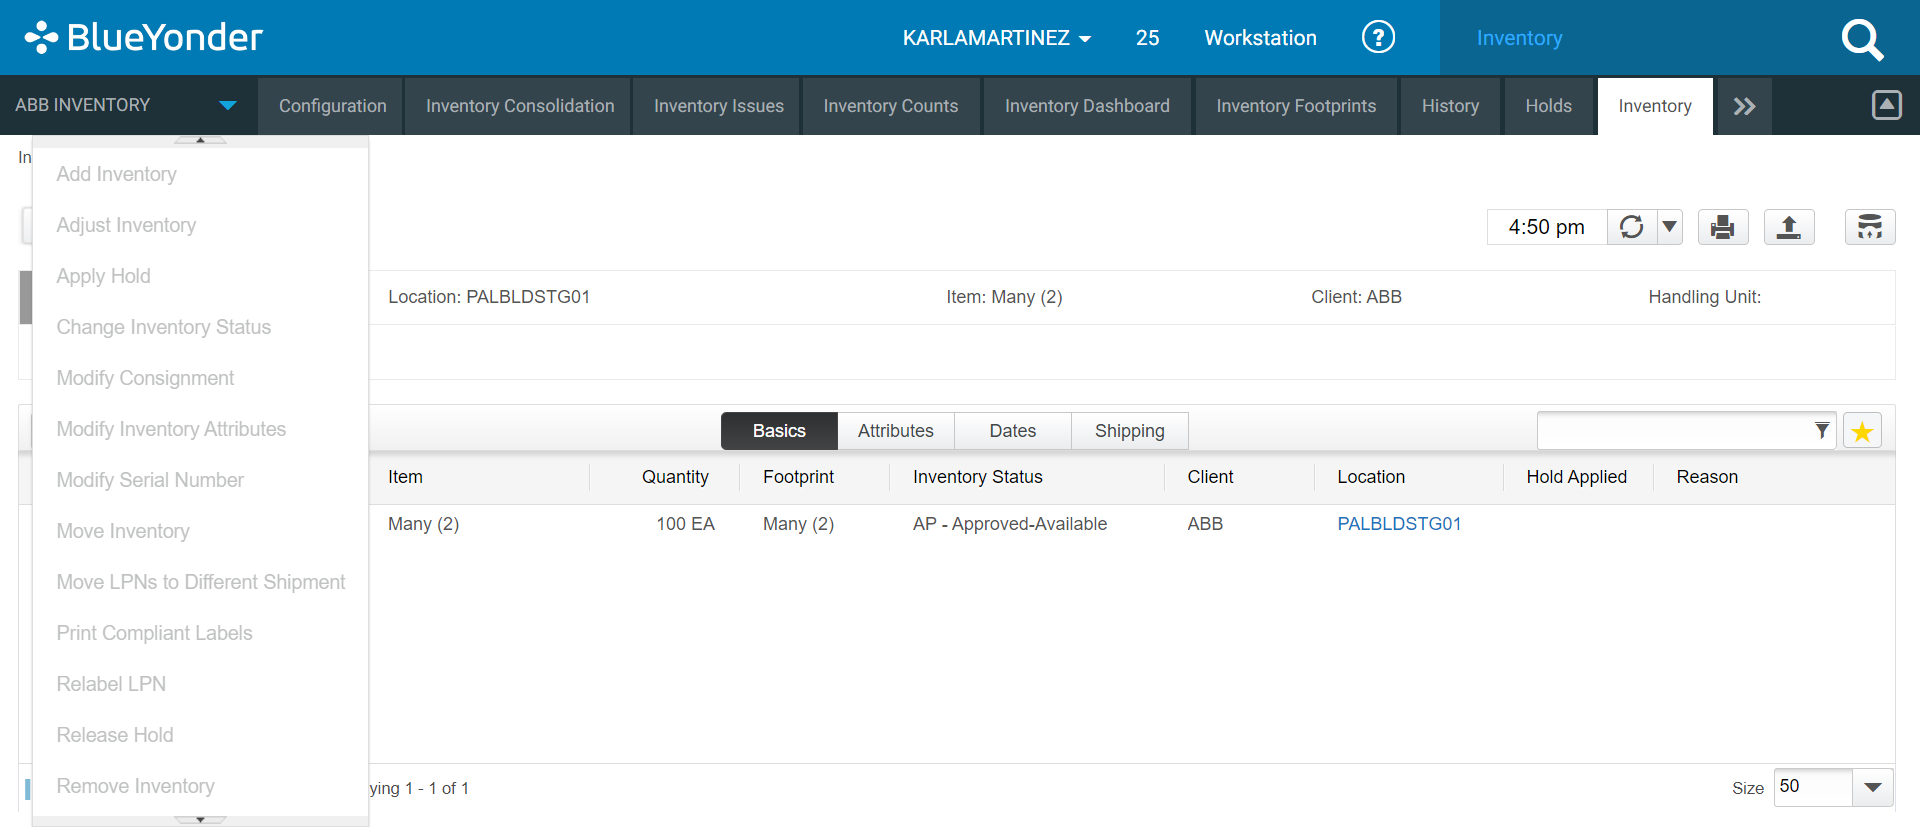 BlueYonder
KARLAMARTINEZ 25 Workstation ? Inventory
ABB INVENTORY Configuration Inventory Consolidation Inventory Issues Inventory Counts Inventory Dashboard Inventory Footprints History Holds Inventory
In
Add Inventory
Adjust Inventory
Apply Hold
Change Inventory Status
Modify Consignment
Modify Inventory Attributes
Modify Serial Number
Move Inventory
Move LPNs to Different Shipment
Print Compliant Labels
Relabel LPN
Release Hold
Remove Inventory
4:50 pm
Location: PALBLDSTG01 Item: Many (2) Client: ABB Handling Unit:
Basics Attributes Dates Shipping
Item Quantity Footprint Inventory Status Client Location Hold Applied Reason
Many (2) 100 EA Many (2) AP - Approved-Available ABB PALBLDSTG01
ying 1 - 1 of 1
Size 50